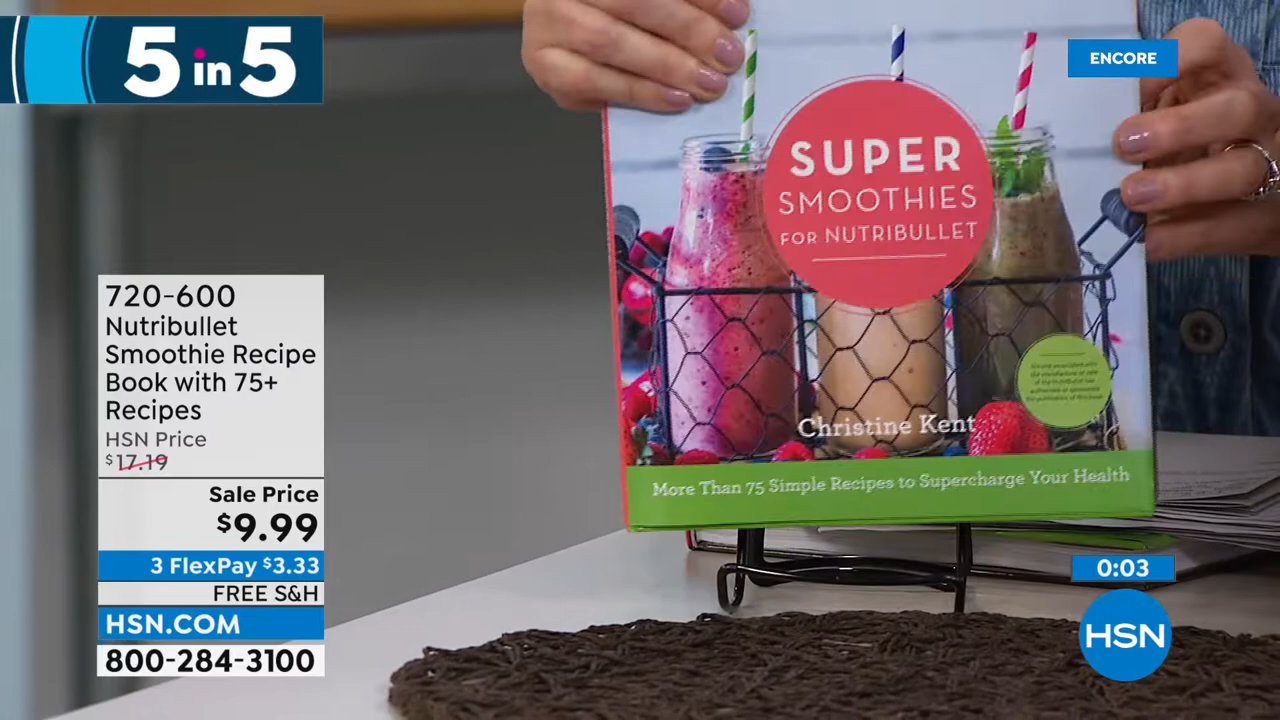 5 in 5
ENCORE
SUPER
SMOOTHIES
FOR NUTRIBULLET
Christine Kent
More Than 75 Simple Recipes to Supercharge Your Health
720-600
Nutribullet
Smoothie Recipe
Book with 75+
Recipes
HSN Price
$17.19
Sale Price
$9.99
3 FlexPay $3.33
FREE S&H
HSN.COM
800-284-3100
0:03
HSN